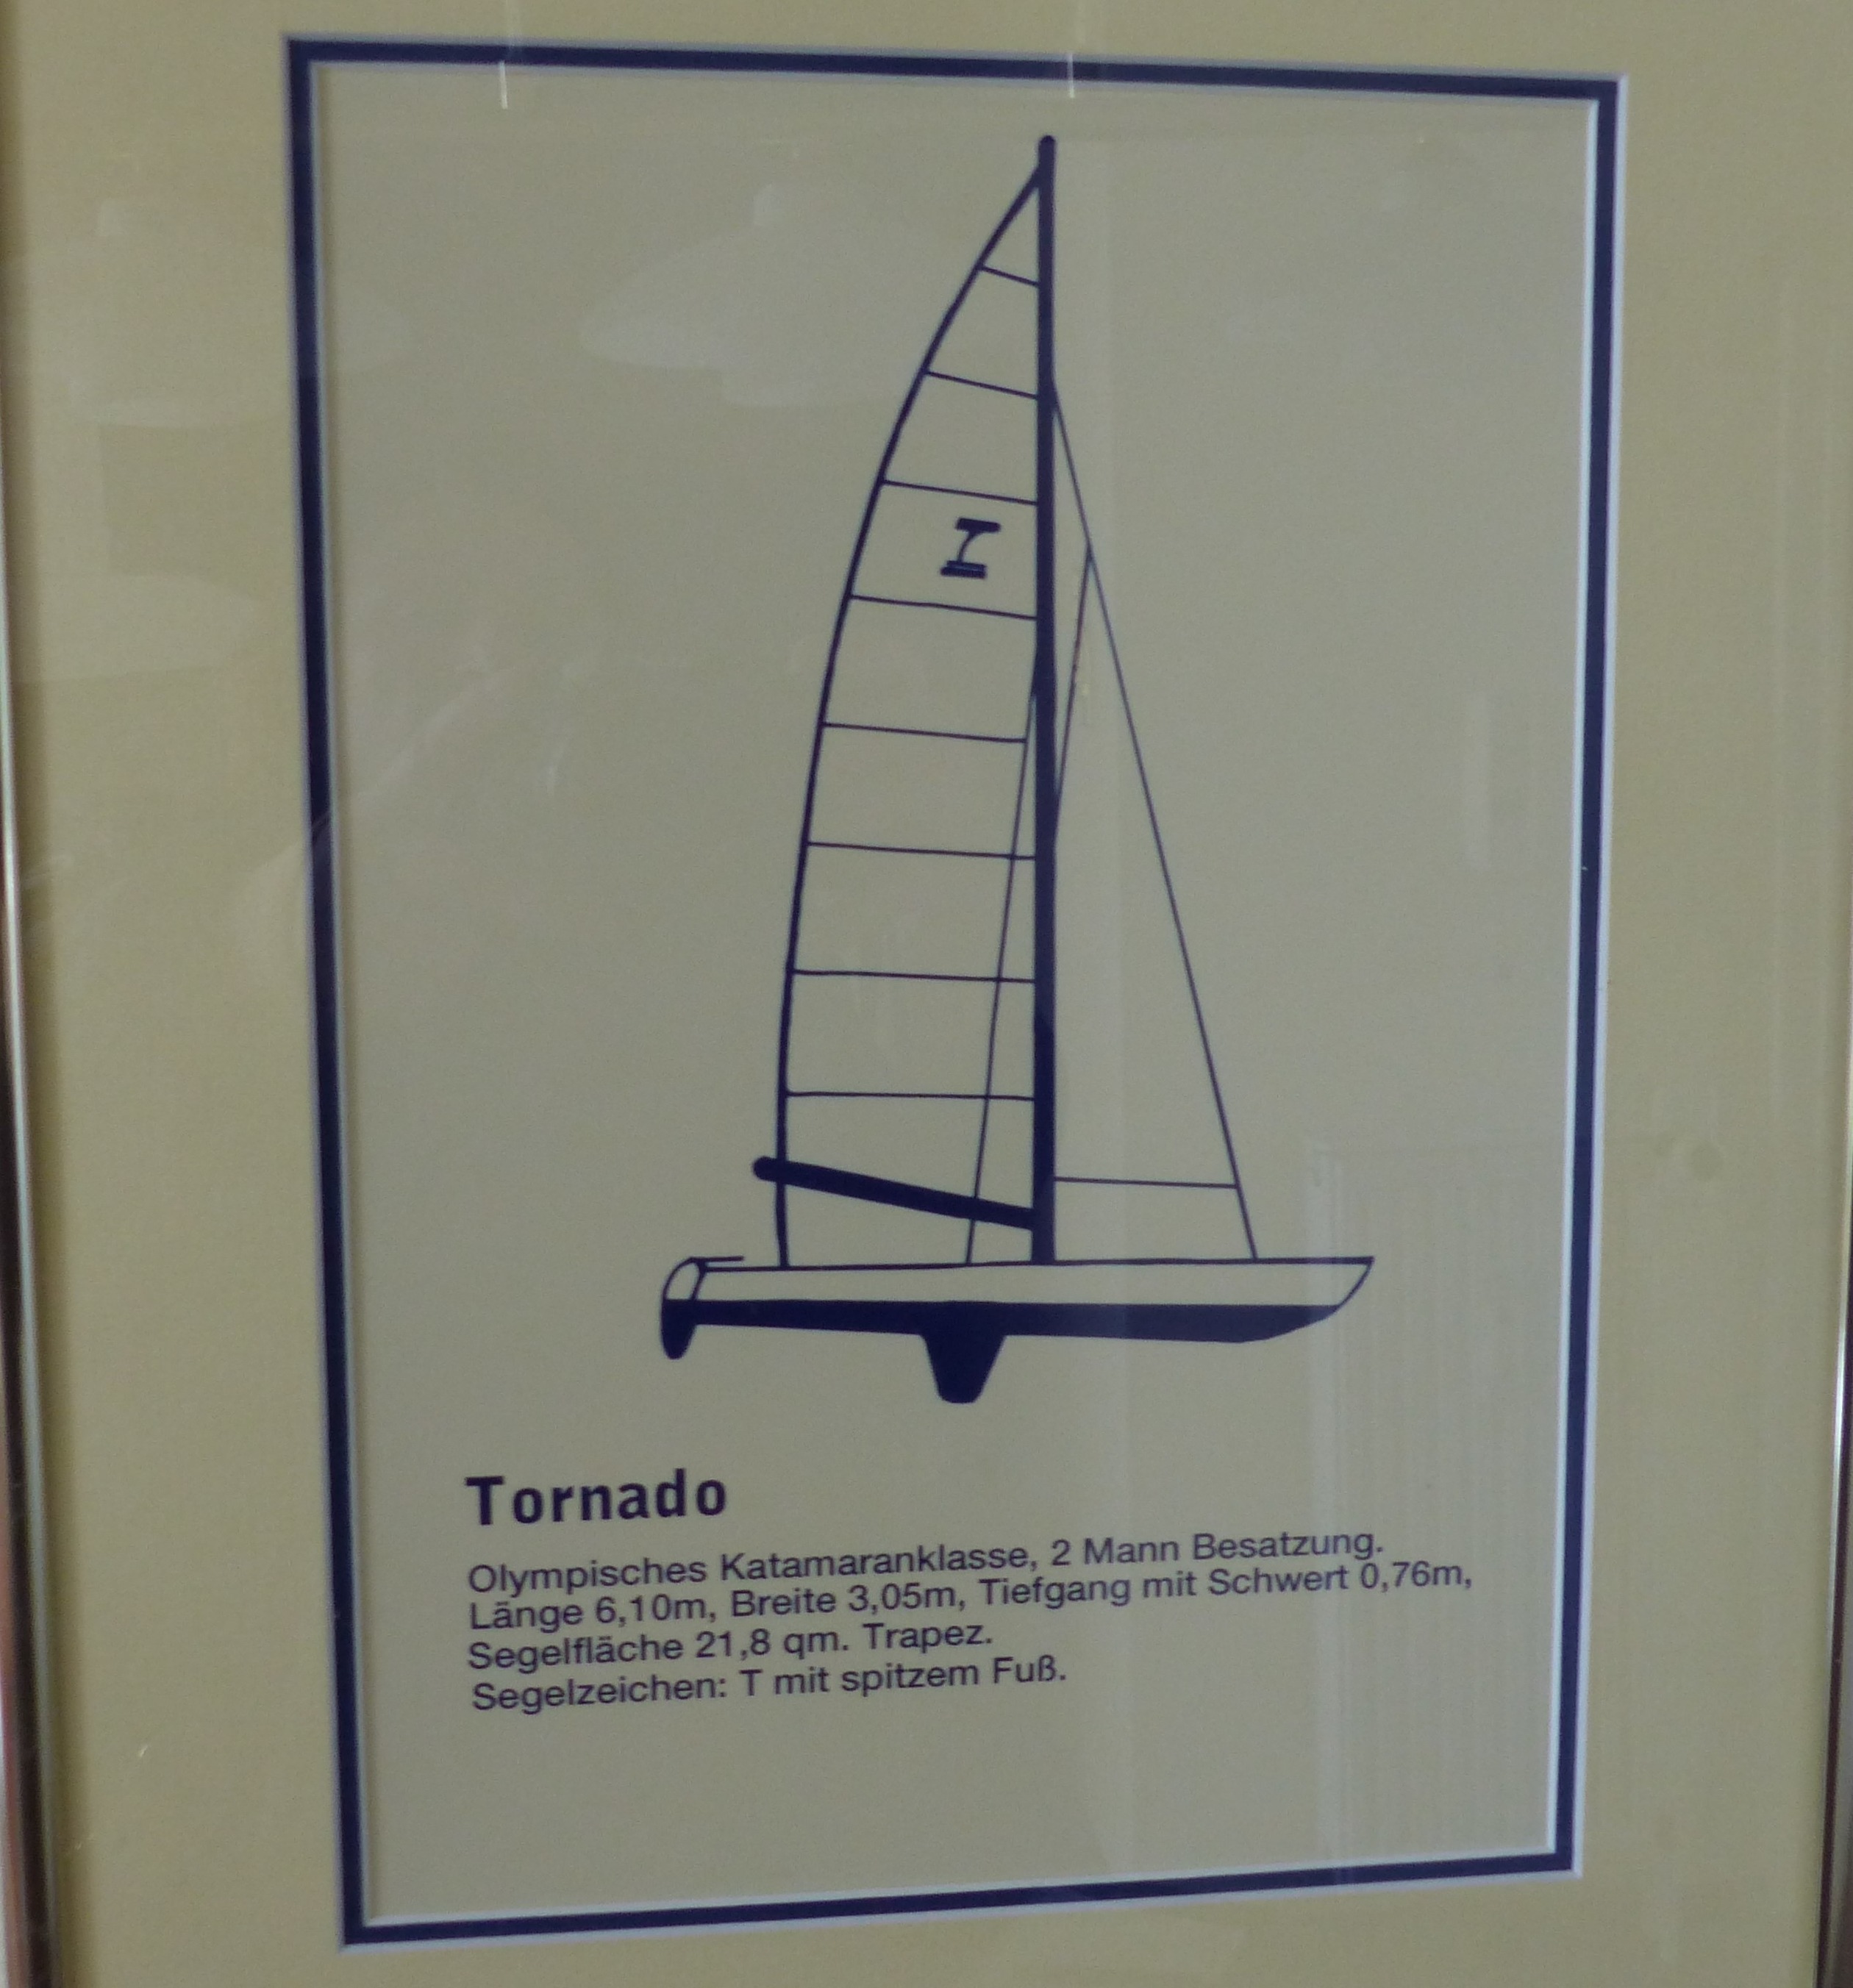 Tornado
Olympisches Katamaranklasse, 2 Mann Besatzung.
Länge 6,10m, Breite 3,05m, Tiefgang mit Schwert 0,76m,
Segelfläche 21,8 qm. Trapez.
Segelzeichen: T mit spitzem Fuß.